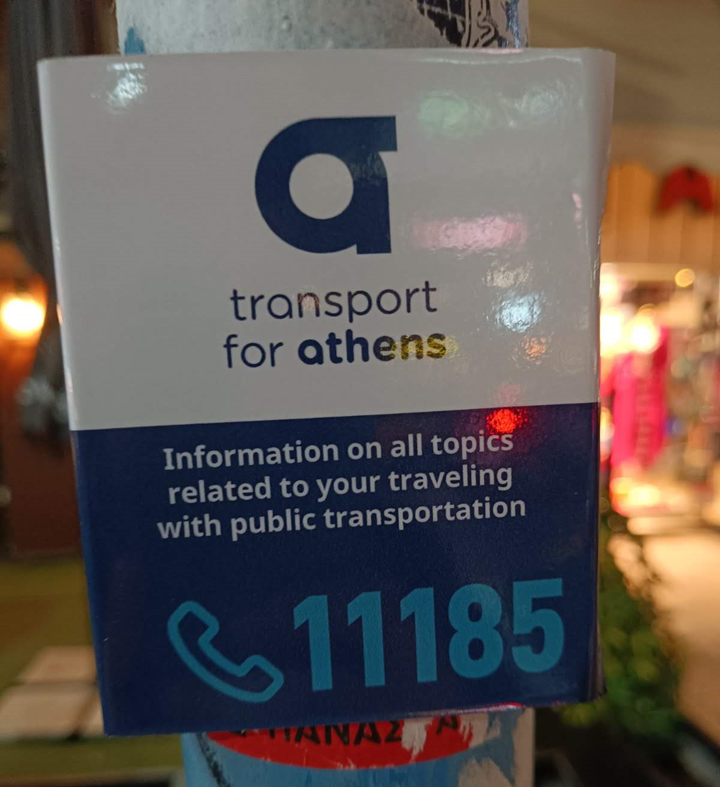 transport
for athens
Information on all topics
related to your traveling
with public transportation
11185